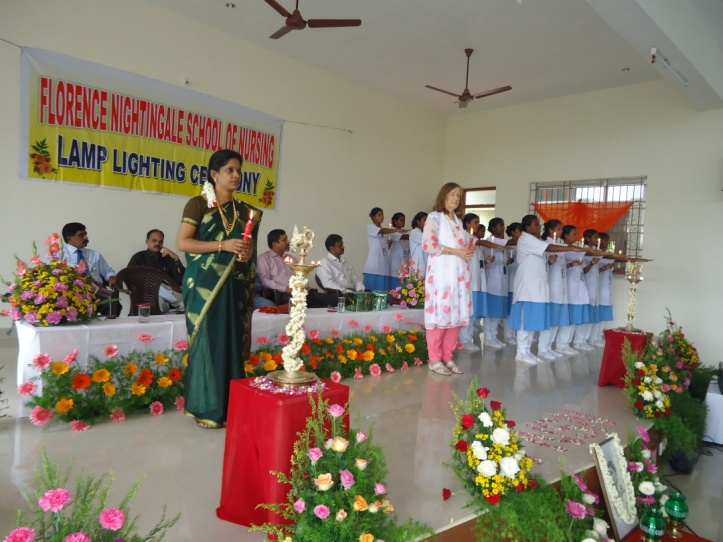 FLORENCE NIGHTINGALE SCHOOL OF NURSING
LAMP LIGHTING CEREMONY